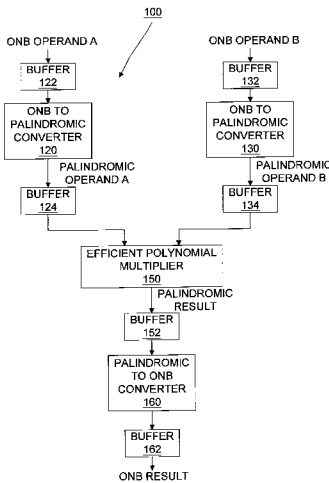 100
ONB OPERAND A
BUFFER
122
ONB TO
PALINDROMIC
CONVERTER
120
PALINDROMIC
OPERAND A
BUFFER
124
ONB OPERAND B
BUFFER
132
ONB TO
PALINDROMIC
CONVERTER
130
PALINDROMIC
OPERAND B
BUFFER
134
EFFICIENT POLYNOMIAL
MULTIPLIER
150
PALINDROMIC
RESULT
BUFFER
152
PALINDROMIC
TO ONB
CONVERTER
160
BUFFER
162
ONB RESULT